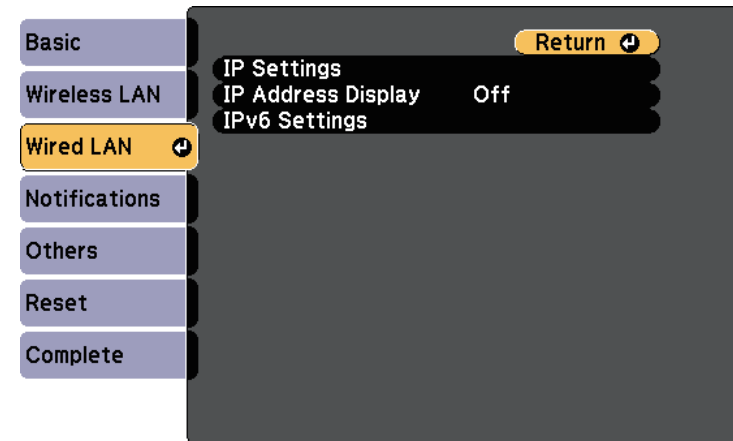 Basic
Wireless LAN
Wired LAN
Notifications
Others
Reset
Complete
Return
IP Settings
IP Address Display Off
IPv6 Settings